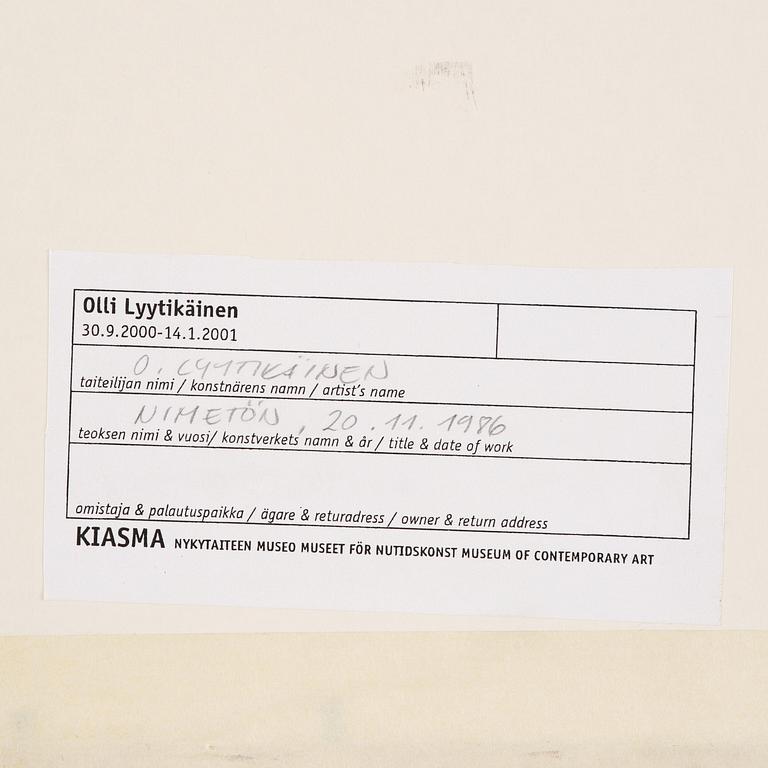 Olli Lyytikäinen
30.9.2000-14.1.2001
O. LYYTIKÄINEN
taiteilijan nimi / konstnärens namn / artist's name
NIMETÖN, 20.11.1986
teoksen nimi & vuosi/ konstverkets namn & år / title & date of work
omistaja & palautuspaikka / ägare & returadress / owner & return address
KIASMA NYKYTAITEEN MUSEO MUSEET FÖR NUTIDSKONST MUSEUM OF CONTEMPORARY ART